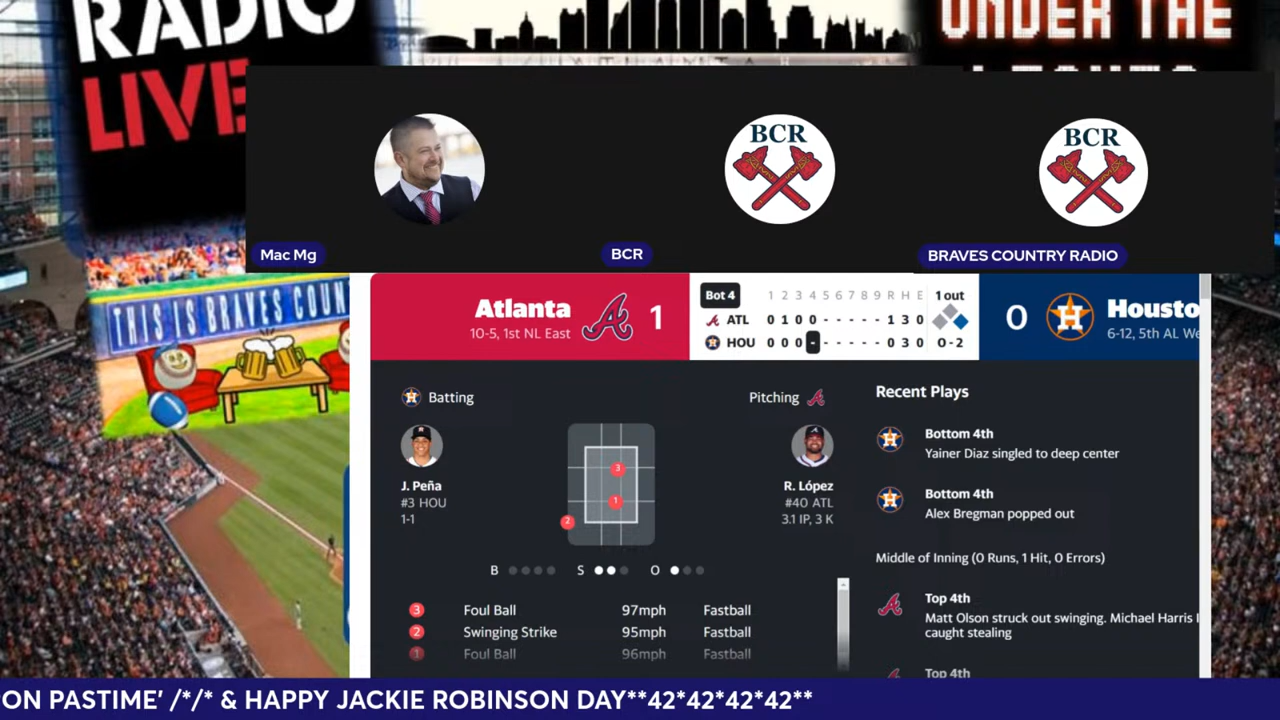 RADIO
LIVE
UNDER THE
Mac Mg
BCR
BCR
BCR
BRAVES COUNTRY RADIO
THIS IS BRAVES COUN
Atlanta
10-5, 1st NL East
1
Bot 4
1 2 3 4 5 6 7 8 9 R H E
ATL 0 1 0 0 - - - - - 1 3 0
HOU 0 0 0 - - - - - - 0 3 0
1 out
0 - 2
0
Housto
6-12, 5th AL We
Batting
J. Peña
#3 HOU
1-1
3
1
2
Pitching
R. López
#40 ATL
3.1 IP, 3 K
B S O
3 Foul Ball 97mph Fastball
2 Swinging Strike 95mph Fastball
1 Foul Ball 96mph Fastball
Recent Plays
Bottom 4th
Yainer Diaz singled to deep center
Bottom 4th
Alex Bregman popped out
Middle of Inning (0 Runs, 1 Hit, 0 Errors)
Top 4th
Matt Olson struck out swinging. Michael Harris I
caught stealing
Top 4th
ON PASTIME' /*/* & HAPPY JACKIE ROBINSON DAY**42*42*42*42**